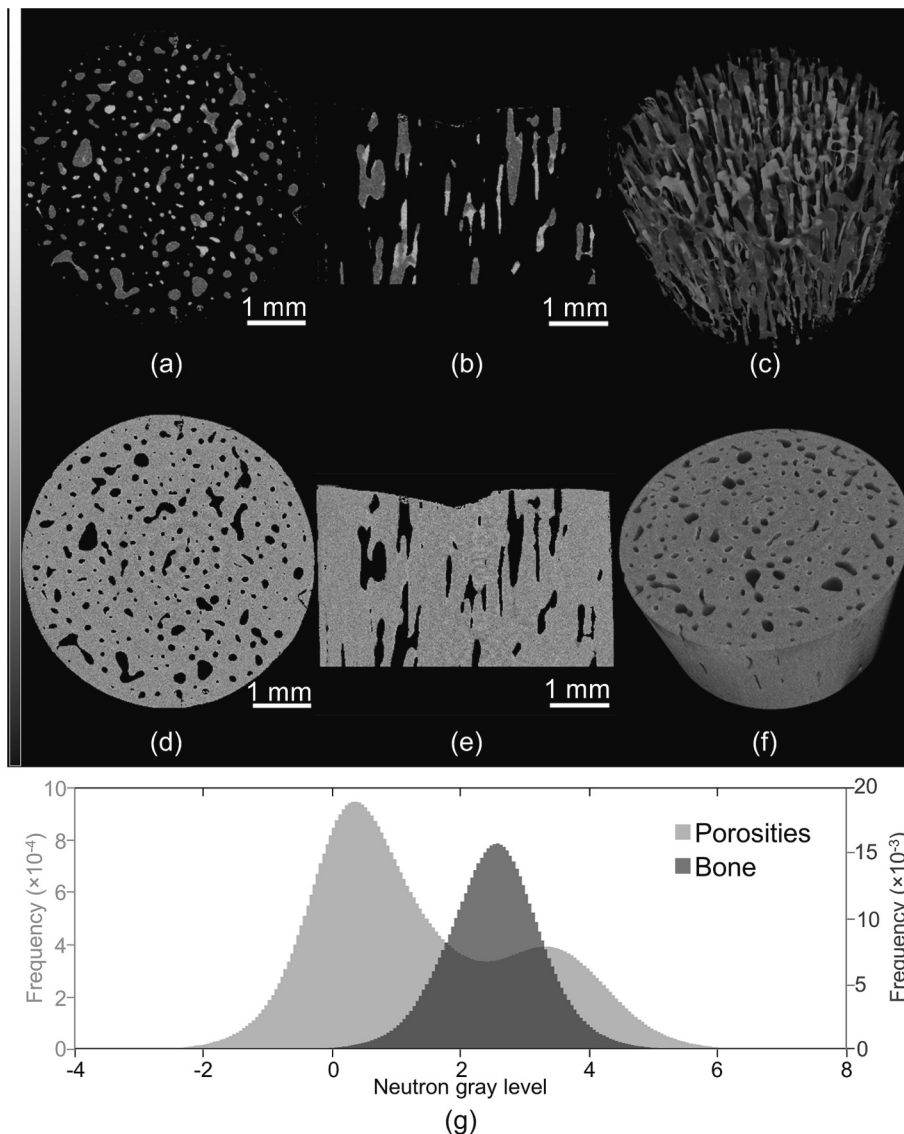 1 mm
1 mm
(a)
(b)
(c)
1 mm
1 mm
(d)
(e)
(f)
10
8
6
4
2
0
Frequency (×10⁻⁴)
20
15
10
5
0
Frequency (×10⁻³)
Porosities
Bone
-4
-2
0
2
4
6
8
Neutron gray level
(g)